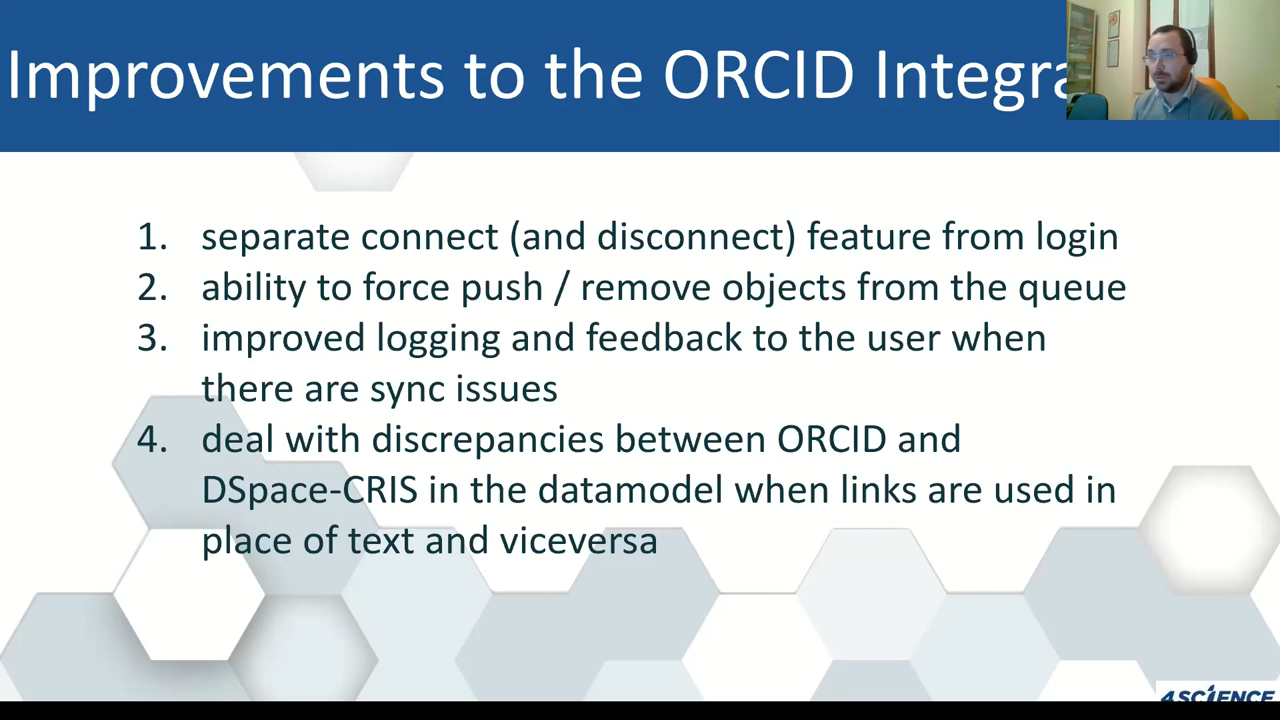 Improvements to the ORCID Integra
1. separate connect (and disconnect) feature from login
2. ability to force push / remove objects from the queue
3. improved logging and feedback to the user when
there are sync issues
4. deal with discrepancies between ORCID and
DSpace-CRIS in the datamodel when links are used in
place of text and viceversa
4SCIENCE